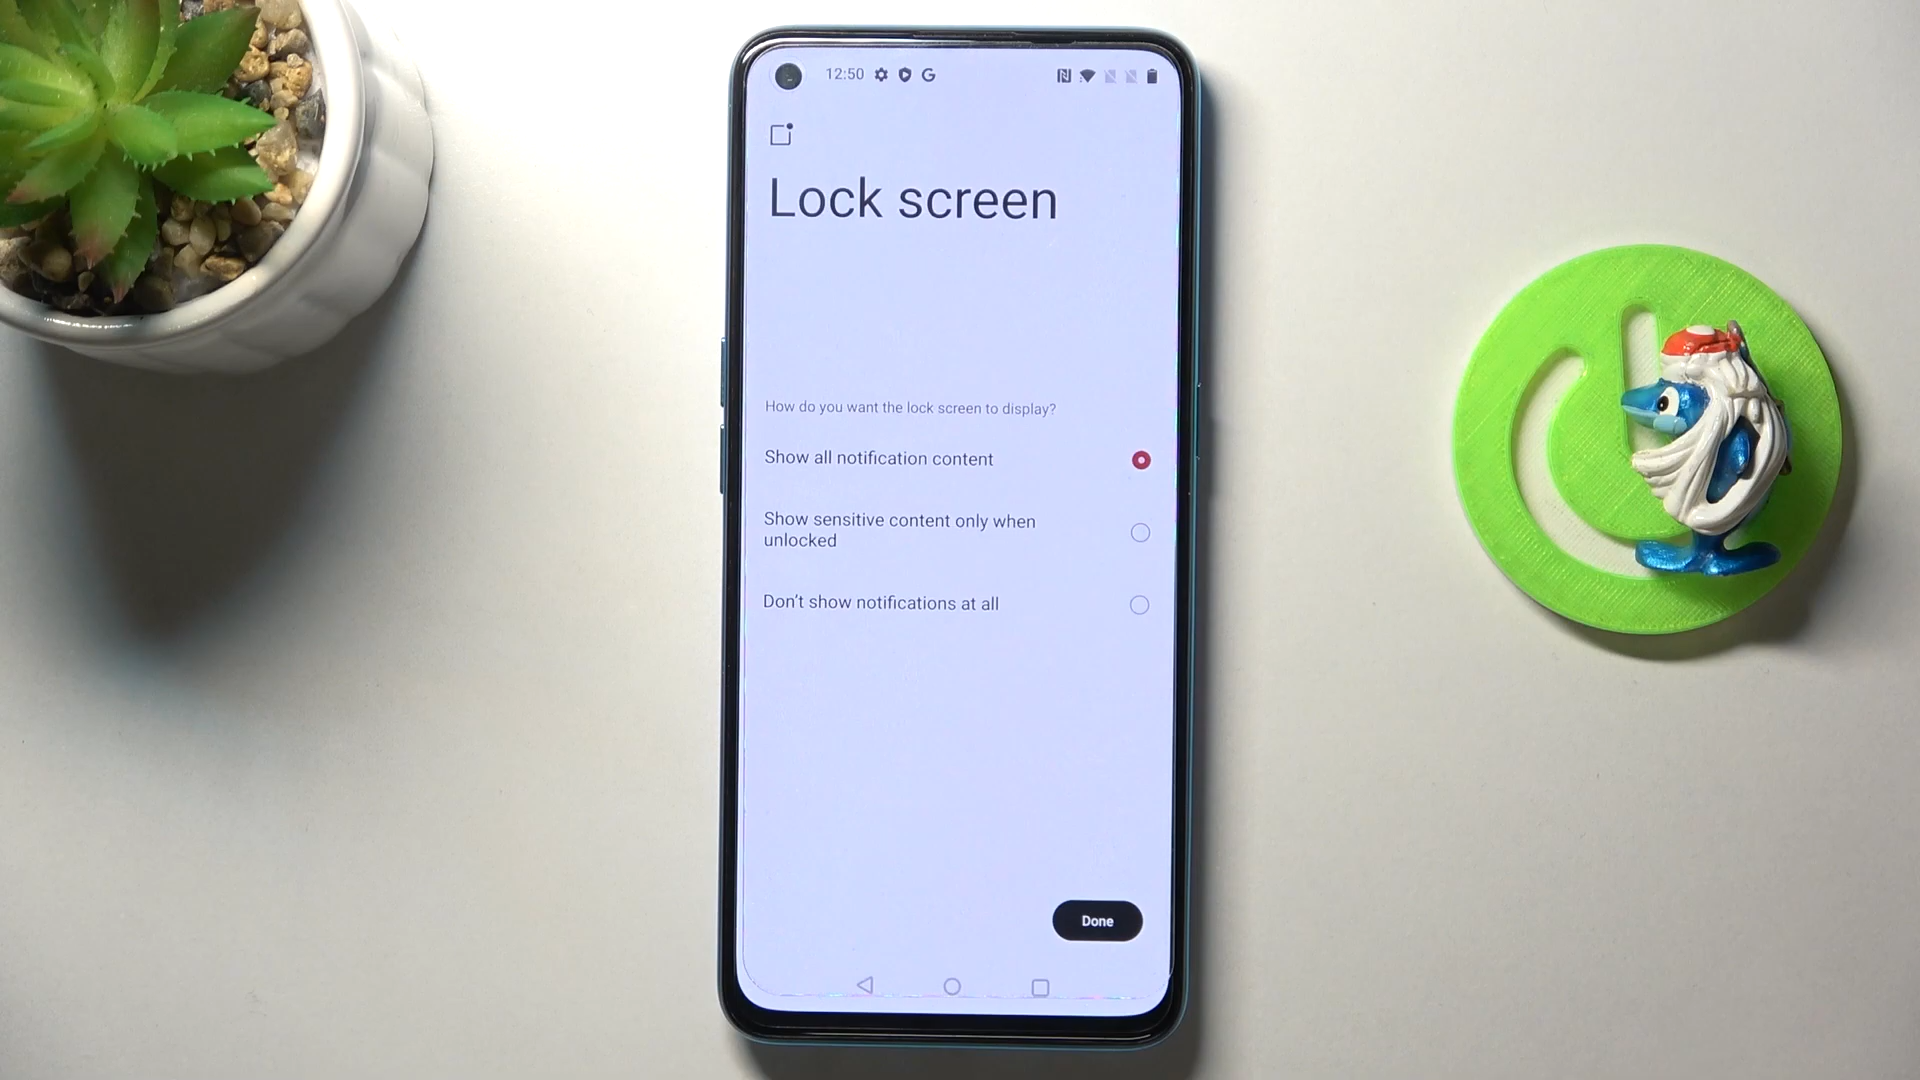 12:50
Lock screen
How do you want the lock screen to display?
Show all notification content
Show sensitive content only when
unlocked
Don't show notifications at all
Done